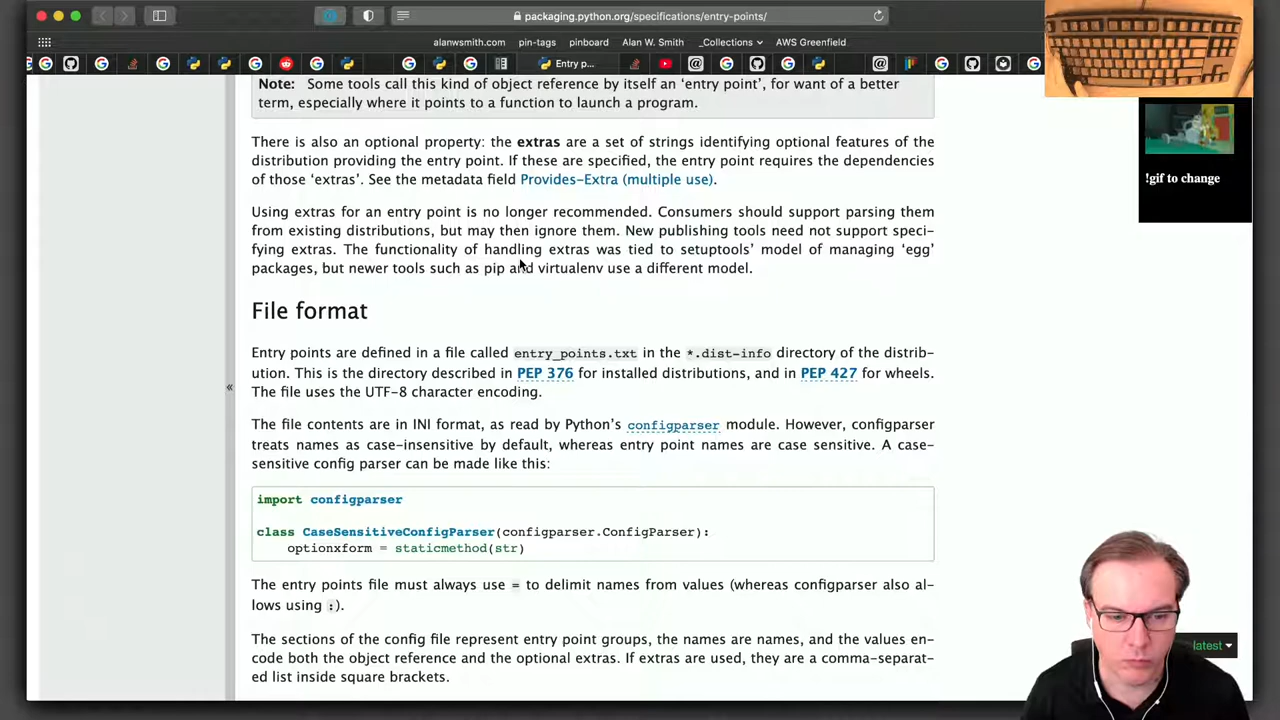 packaging.python.org/specifications/entry-points/
alanwsmith.com pin-tags pinboard Alan W. Smith _Collections AWS Greenfield
Entry p...
Note: Some tools call this kind of object reference by itself an ‘entry point’, for want of a better
term, especially where it points to a function to launch a program.
!gif to change
There is also an optional property: the extras are a set of strings identifying optional features of the
distribution providing the entry point. If these are specified, the entry point requires the dependencies
of those ‘extras’. See the metadata field Provides-Extra (multiple use).
Using extras for an entry point is no longer recommended. Consumers should support parsing them
from existing distributions, but may then ignore them. New publishing tools need not support speci-
fying extras. The functionality of handling extras was tied to setuptools’ model of managing ‘egg’
packages, but newer tools such as pip and virtualenv use a different model.
File format
Entry points are defined in a file called entry_points.txt in the *.dist-info directory of the distrib-
ution. This is the directory described in PEP 376 for installed distributions, and in PEP 427 for wheels.
The file uses the UTF-8 character encoding.
«
The file contents are in INI format, as read by Python’s configparser module. However, configparser
treats names as case-insensitive by default, whereas entry point names are case sensitive. A case-
sensitive config parser can be made like this:
import configparser
class CaseSensitiveConfigParser(configparser.ConfigParser):
optionxform = staticmethod(str)
The entry points file must always use = to delimit names from values (whereas configparser also al-
lows using :).
The sections of the config file represent entry point groups, the names are names, and the values en-
code both the object reference and the optional extras. If extras are used, they are a comma-separat-
ed list inside square brackets.
latest